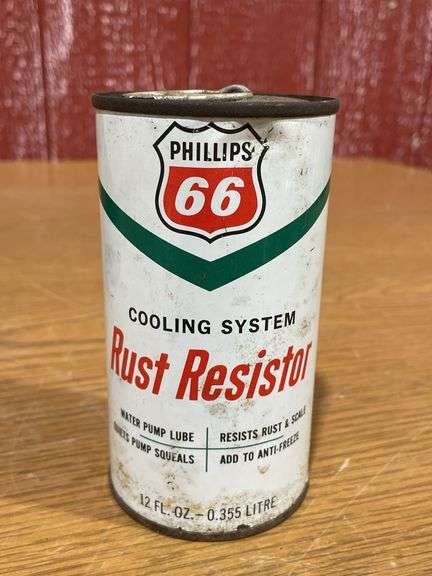 PHILLIPS
66
COOLING SYSTEM
Rust Resistor
WATER PUMP LUBE
QUIETS PUMP SQUEALS
RESISTS RUST & SCALE
ADD TO ANTI-FREEZE
12 FL. OZ. – 0.355 LITRE